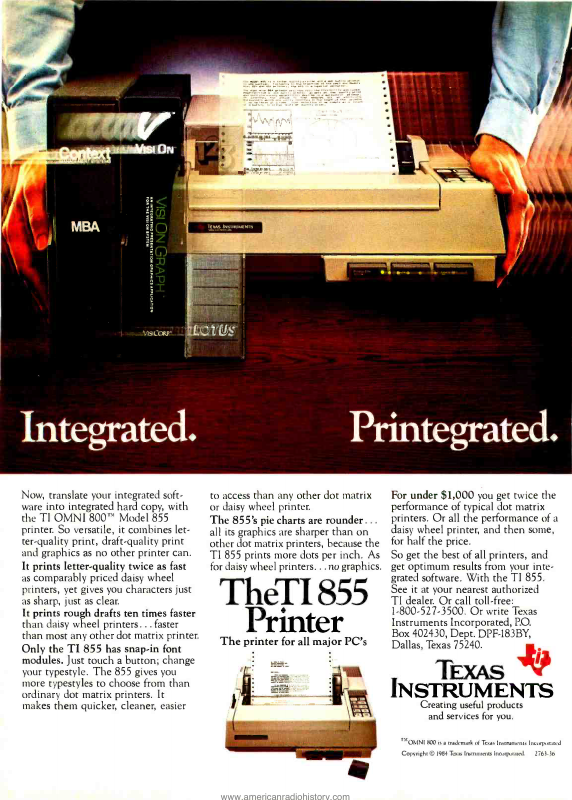 Context
VISI ON
MBA
VISI ON GRAPH
VISICORP
LOTUS
TEXAS INSTRUMENTS
Integrated.
Printegrated.
Now, translate your integrated soft-
ware into integrated hard copy, with
the TI OMNI 800™ Model 855
printer. So versatile, it combines let-
ter-quality print, draft-quality print
and graphics as no other printer can.
It prints letter-quality twice as fast
as comparably priced daisy wheel
printers, yet gives you characters just
as sharp, just as clear.
It prints rough drafts ten times faster
than daisy wheel printers...faster
than most any other dot matrix printer.
Only the TI 855 has snap-in font
modules. Just touch a button; change
your typestyle. The 855 gives you
more typestyles to choose from than
ordinary dot matrix printers. It
makes them quicker, cleaner, easier
to access than any other dot matrix
or daisy wheel printer.
The 855's pie charts are rounder...
all its graphics are sharper than on
other dot matrix printers, because the
TI 855 prints more dots per inch. As
for daisy wheel printers...no graphics.
The TI 855
Printer
The printer for all major PC's
For under $1,000 you get twice the
performance of typical dot matrix
printers. Or all the performance of a
daisy wheel printer, and then some,
for half the price.
So get the best of all printers, and
get optimum results from your inte-
grated software. With the TI 855.
See it at your nearest authorized
TI dealer. Or call toll-free:
1-800-527-3500. Or write Texas
Instruments Incorporated, P.O.
Box 402430, Dept. DPF-183BY,
Dallas, Texas 75240.
TEXAS
INSTRUMENTS
Creating useful products
and services for you.
™OMNI 800 is a trademark of Texas Instruments Incorporated
Copyright © 1984 Texas Instruments Incorporated. 2763-36
www.americanradiohistory.com